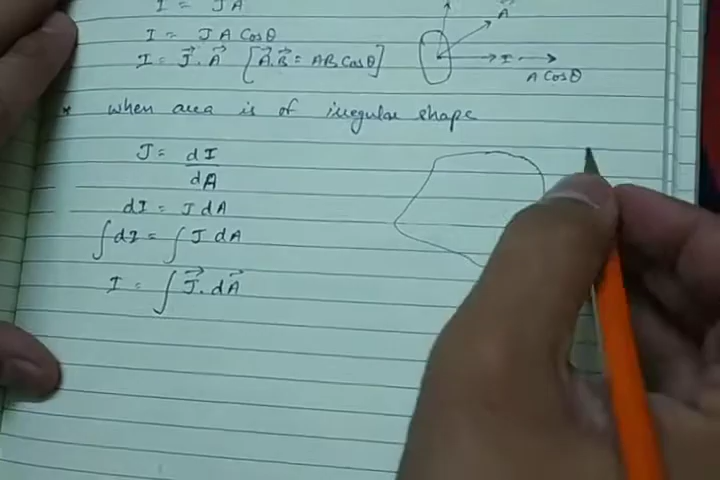 I = JA
A⃗
I = J A Cosθ
I = J⃗ . A⃗ [A⃗.B⃗ = AB Cosθ]
I
A Cosθ
* when area is of irregular shape
J = dI
dA
dI = J dA
∫dI = ∫ J dA
I = ∫ J⃗ . dA⃗